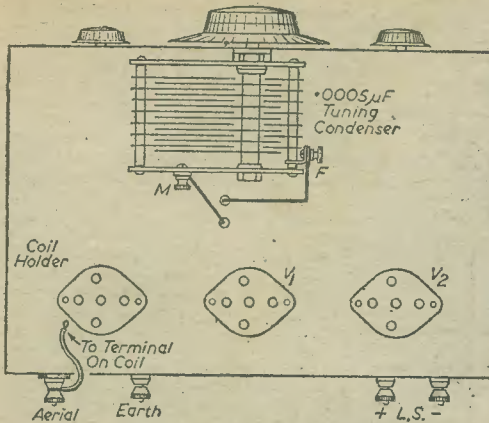 .0005µF
Tuning
Condenser
F
M
Coil
Holder
V1
V2
To Terminal
On Coil
Aerial
Earth
+ L.S. -